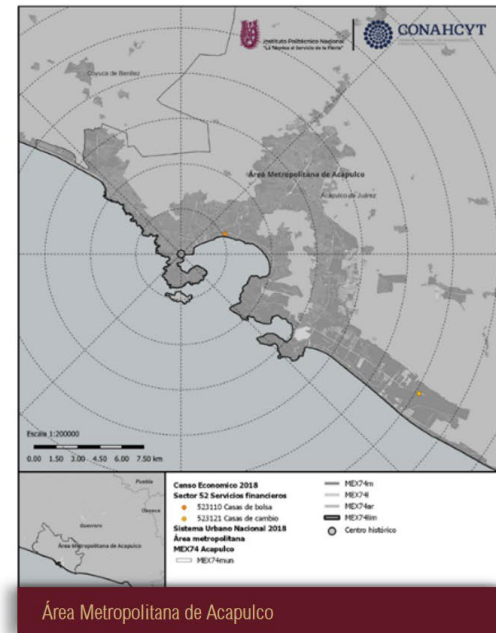 Instituto Politécnico Nacional
"La Técnica al Servicio de la Patria"
CONAHCYT
Coyuca de Benítez
Área Metropolitana de Acapulco
Acapulco de Juárez
Escala 1:200000
0.00 1.50 3.00 4.50 6.00 7.50 km
Puebla
Oaxaca
Guerrero
Área Metropolitana de Acapulco
Censo Economico 2018
Sector 52 Servicios financieros
523110 Casas de bolsa
523121 Casas de cambio
Sistema Urbano Nacional 2018
Área metropolitana
MEX74 Acapulco
MEX74mun
MEX74m
MEX74l
MEX74ar
MEX74lim
Centro histórico
Área Metropolitana de Acapulco